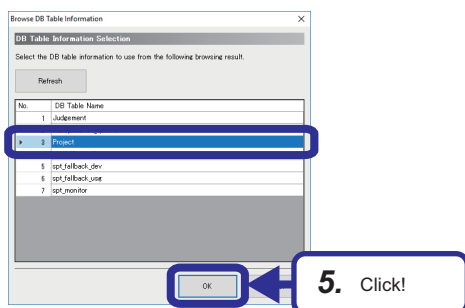 Browse DB Table Information
DB Table Information Selection
Select the DB table information to use from the following browsing result.
Refresh
No. DB Table Name
1 Judgement
3 Project
5 spt_fallback_dev
6 spt_fallback_usg
7 spt_monitor
OK
5. Click!